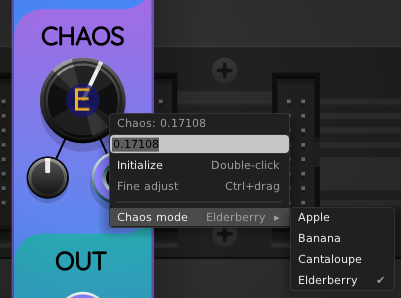 CHAOS
E
Chaos: 0.17108
0.17108
Initialize Double-click
Fine adjust Ctrl+drag
Chaos mode Elderberry ▸
Apple
Banana
Cantaloupe
Elderberry ✔
OUT